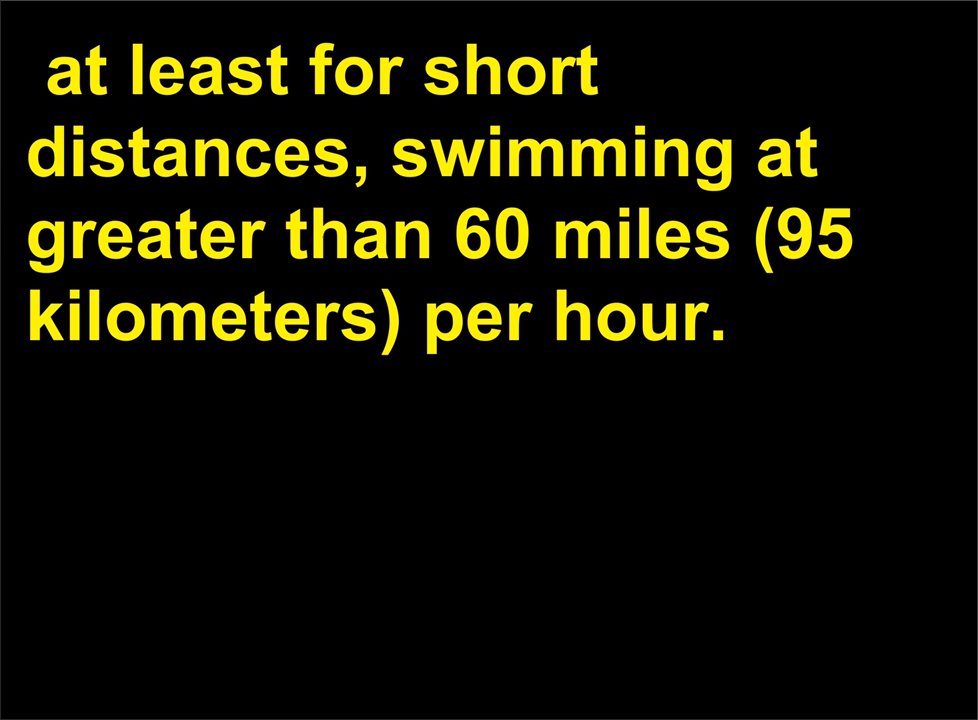 at least for short
distances, swimming at
greater than 60 miles (95
kilometers) per hour.